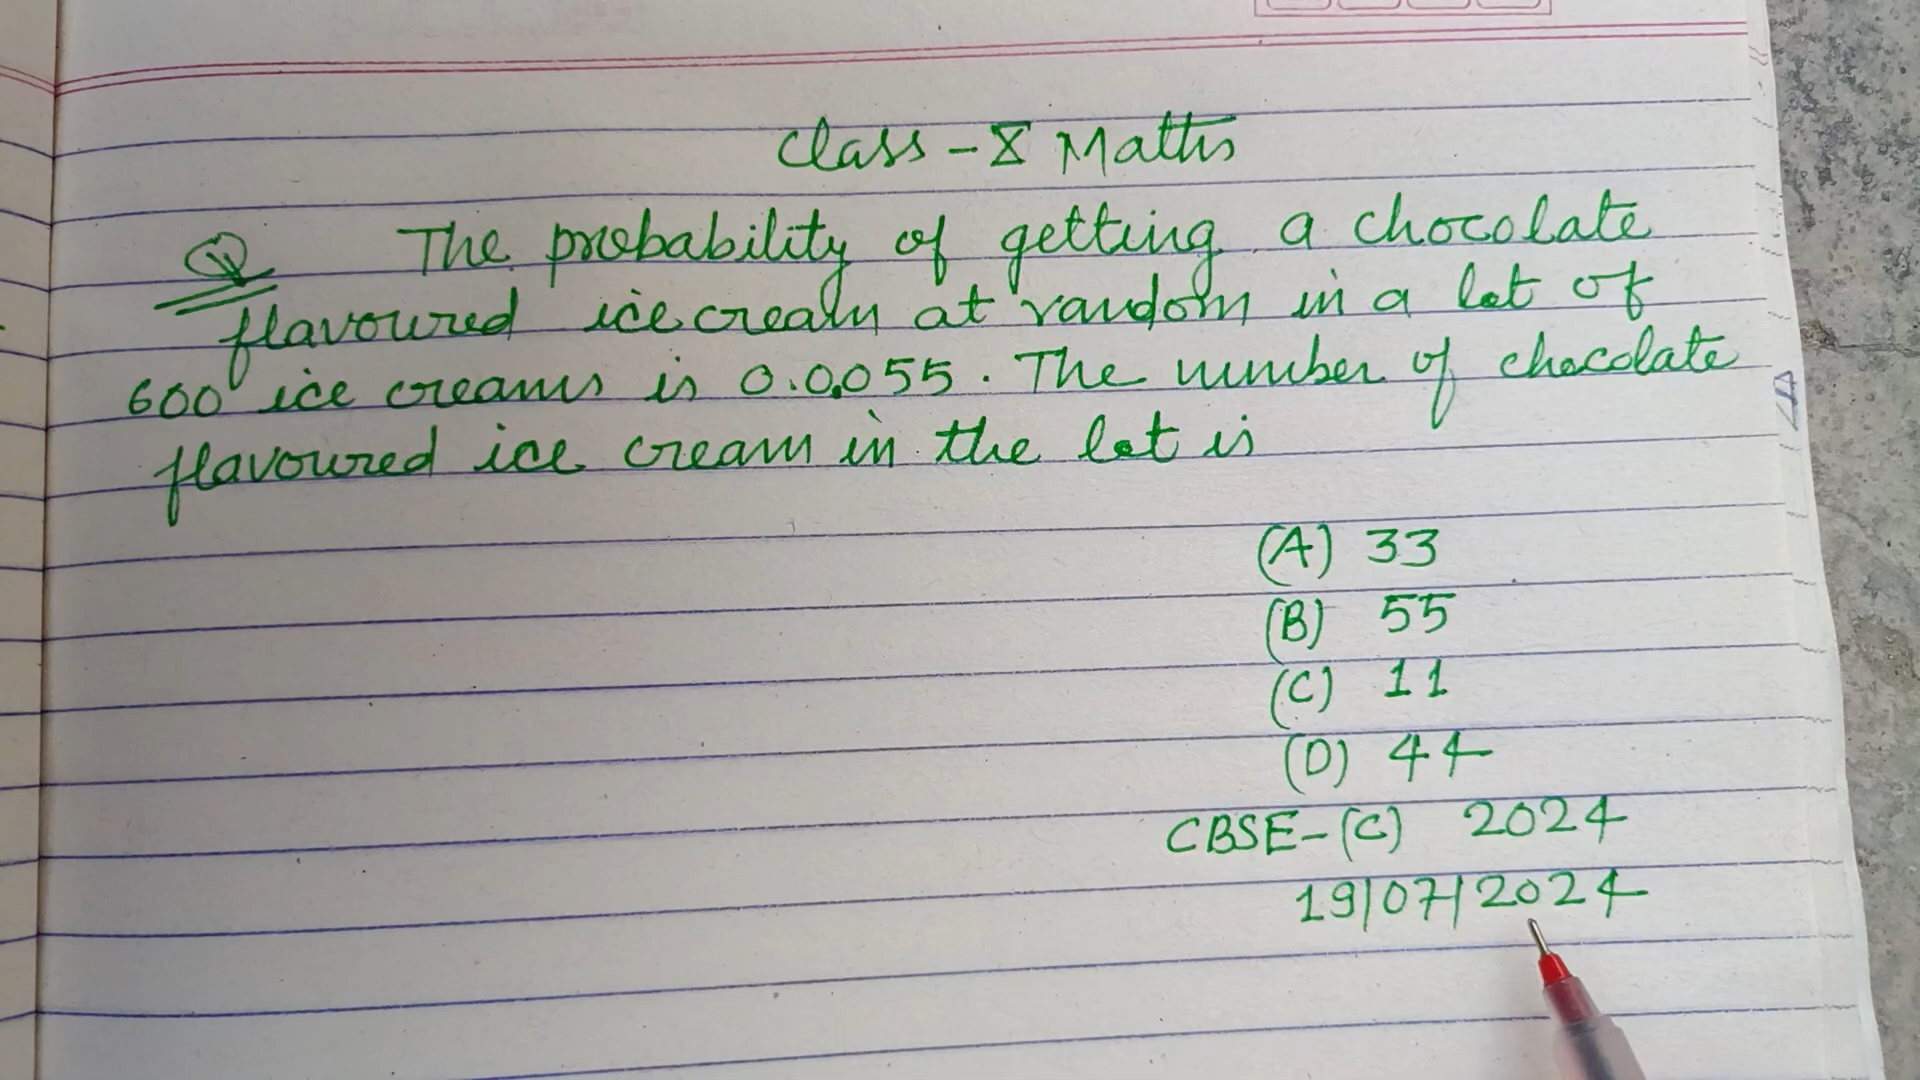 Class - X Maths
Q The probability of getting a chocolate
flavoured ice cream at random in a lot of
600 ice creams is 0.055. The number of chocolate
flavoured ice cream in the lot is
(A) 33
(B) 55
(C) 11
(D) 44
CBSE-(C) 2024
19/07/2024